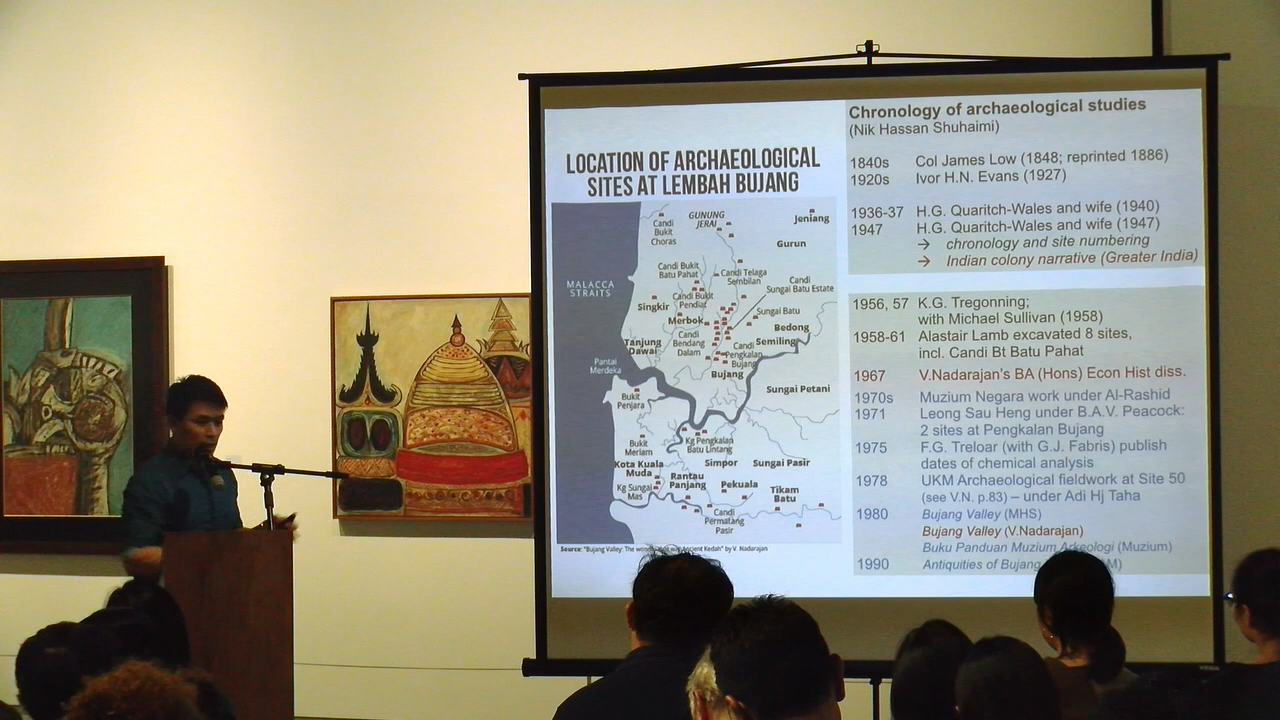 LOCATION OF ARCHAEOLOGICAL
SITES AT LEMBAH BUJANG
Candi
Bukit
Choras
GUNUNG
JERAI
Jeniang
Gurun
MALACCA
STRAITS
Candi Bukit
Batu Pahat
Candi Telaga
Sembilan
Candi
Sungai Batu Estate
Singkir
Candi Bukit
Pendiat
Merbok
Sungai Batu
Bedong
Tanjung
Dawai
Candi
Bendang
Dalam
Semiling
Candi
Pengkalan
Bujang
Pantai
Merdeka
Bujang
Sungai Petani
Bukit
Penjara
Bukit
Meriam
Kg Pengkalan
Batu Lintang
Kota Kuala
Muda
Simpor
Sungai Pasir
Rantau
Panjang
Pekuala
Tikam
Batu
Kg Sungai
Mas
Candi
Permatang
Pasir
Source: "Bujang Valley: The Ancient Kedah" by V. Nadarajan
Chronology of archaeological studies
(Nik Hassan Shuhaimi)
1840s Col James Low (1848; reprinted 1886)
1920s Ivor H.N. Evans (1927)
1936-37 H.G. Quaritch-Wales and wife (1940)
1947 H.G. Quaritch-Wales and wife (1947)
→ chronology and site numbering
→ Indian colony narrative (Greater India)
1956, 57 K.G. Tregonning;
with Michael Sullivan (1958)
1958-61 Alastair Lamb excavated 8 sites,
incl. Candi Bt Batu Pahat
1967 V.Nadarajan's BA (Hons) Econ Hist diss.
1970s Muzium Negara work under Al-Rashid
1971 Leong Sau Heng under B.A.V. Peacock:
2 sites at Pengkalan Bujang
1975 F.G. Treloar (with G.J. Fabris) publish
dates of chemical analysis
1978 UKM Archaeological fieldwork at Site 50
(see V.N. p.83) – under Adi Hj Taha
1980 Bujang Valley (MHS)
Bujang Valley (V.Nadarajan)
Buku Panduan Muzium Arkeologi (Muzium)
1990 Antiquities of Bujang